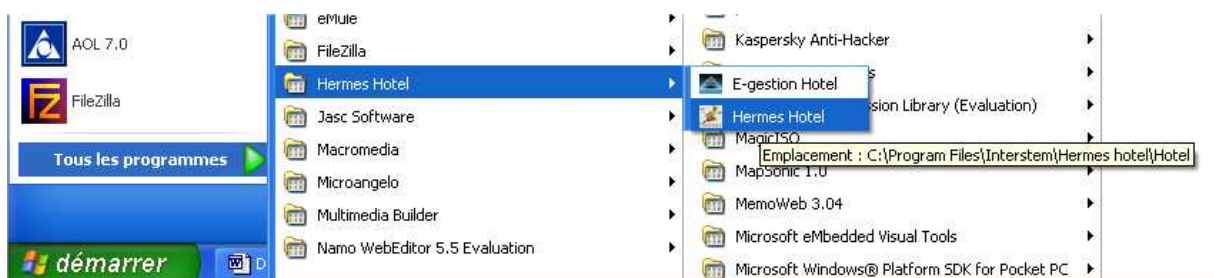 AOL 7.0
FileZilla
Tous les programmes
démarrer
D
eMule
FileZilla
Hermes Hotel
Jasc Software
Macromedia
Microangelo
Multimedia Builder
Namo WebEditor 5.5 Evaluation
E-gestion Hotel
Hermes Hotel
Kaspersky Anti-Hacker
s
sion Library (Evaluation)
MagicISO
Emplacement : C:\Program Files\Interstem\Hermes hotel\Hotel
MapSonic 1.0
MemoWeb 3.04
Microsoft eMbedded Visual Tools
Microsoft Windows® Platform SDK for Pocket PC